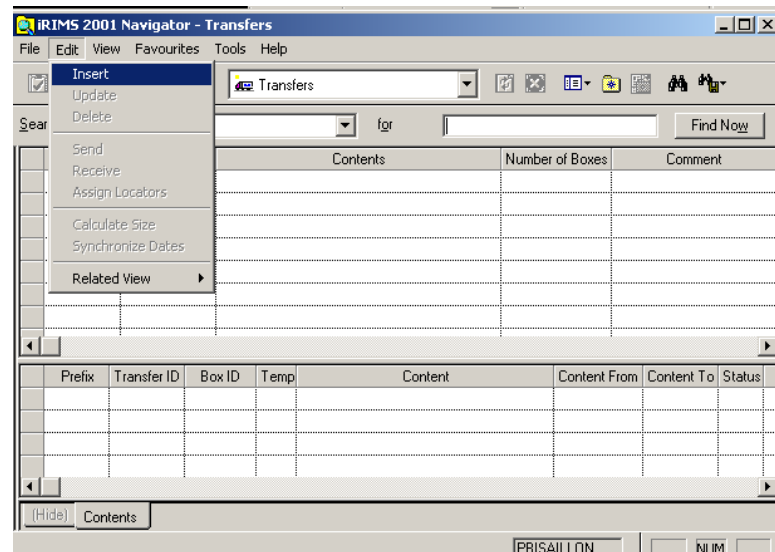 iRIMS 2001 Navigator - Transfers
File Edit View Favourites Tools Help
Insert
Update
Delete
Send
Receive
Assign Locators
Calculate Size
Synchronize Dates
Related View
Transfers
for
Find Now
Contents Number of Boxes Comment
Prefix Transfer ID Box ID Temp Content Content From Content To Status
(Hide) Contents
PBISAILLON NUM